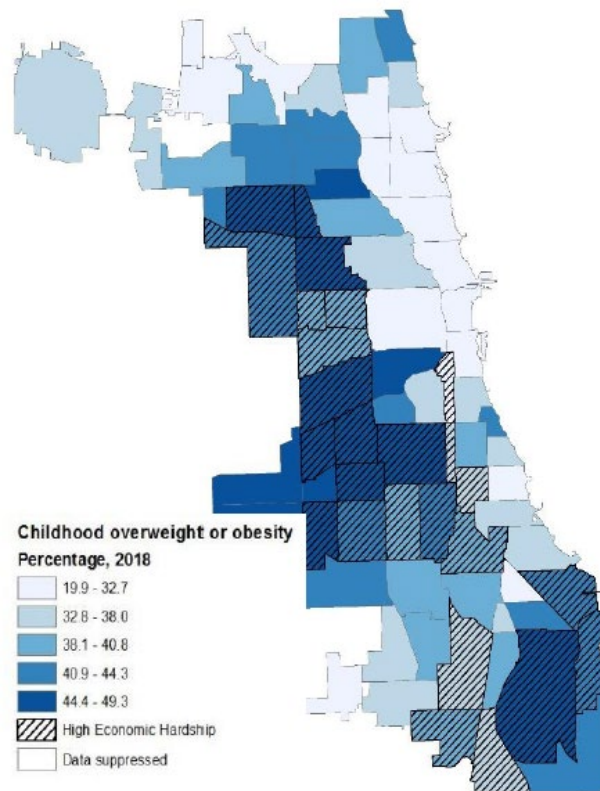 Childhood overweight or obesity
Percentage, 2018
19.9 - 32.7
32.8 - 38.0
38.1 - 40.8
40.9 - 44.3
44.4 - 49.3
High Economic Hardship
Data suppressed